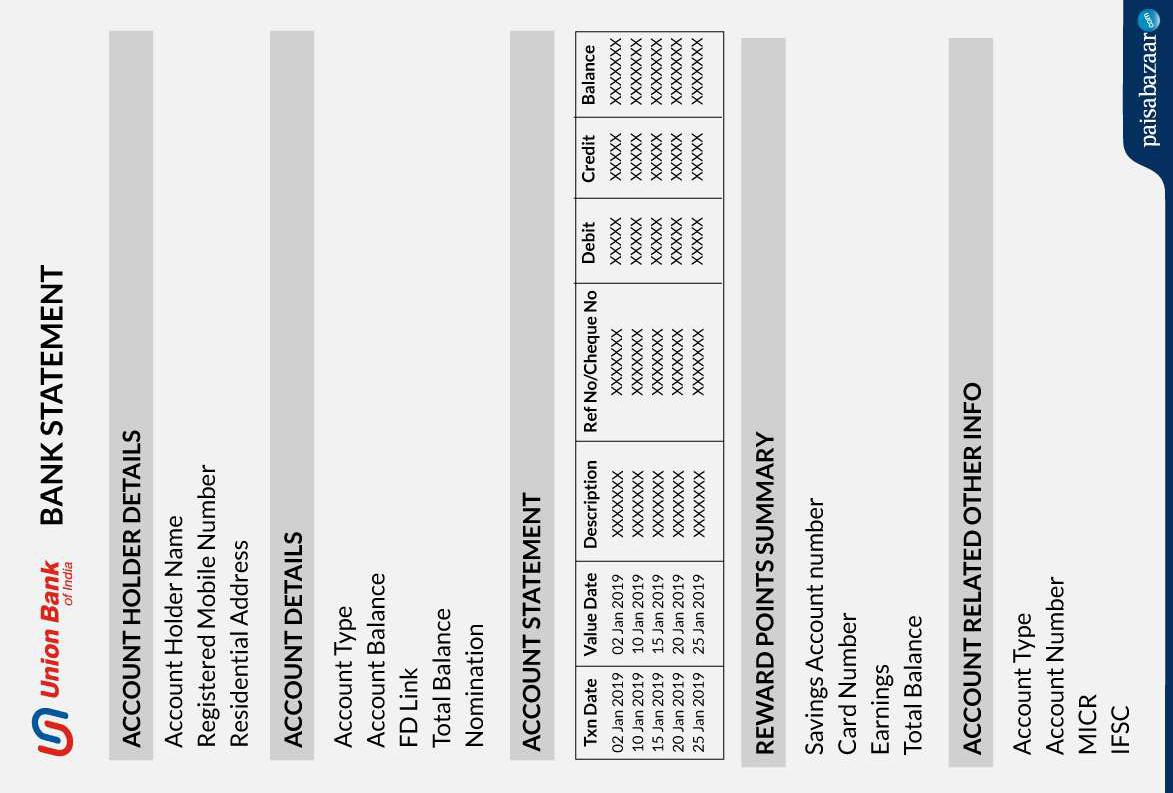 Union Bank
of India
BANK STATEMENT
ACCOUNT HOLDER DETAILS
Account Holder Name
Registered Mobile Number
Residential Address
ACCOUNT DETAILS
Account Type
Account Balance
FD Link
Total Balance
Nomination
ACCOUNT STATEMENT
Txn Date Value Date Description Ref No/Cheque No Debit Credit Balance
02 Jan 2019 02 Jan 2019 XXXXXXX XXXXXXX XXXXX XXXXX XXXXXXX
10 Jan 2019 10 Jan 2019 XXXXXXX XXXXXXX XXXXX XXXXX XXXXXXX
15 Jan 2019 15 Jan 2019 XXXXXXX XXXXXXX XXXXX XXXXX XXXXXXX
20 Jan 2019 20 Jan 2019 XXXXXXX XXXXXXX XXXXX XXXXX XXXXXXX
25 Jan 2019 25 Jan 2019 XXXXXXX XXXXXXX XXXXX XXXXX XXXXXXX
REWARD POINTS SUMMARY
Savings Account number
Card Number
Earnings
Total Balance
ACCOUNT RELATED OTHER INFO
Account Type
Account Number
MICR
IFSC
paisabazaar.com